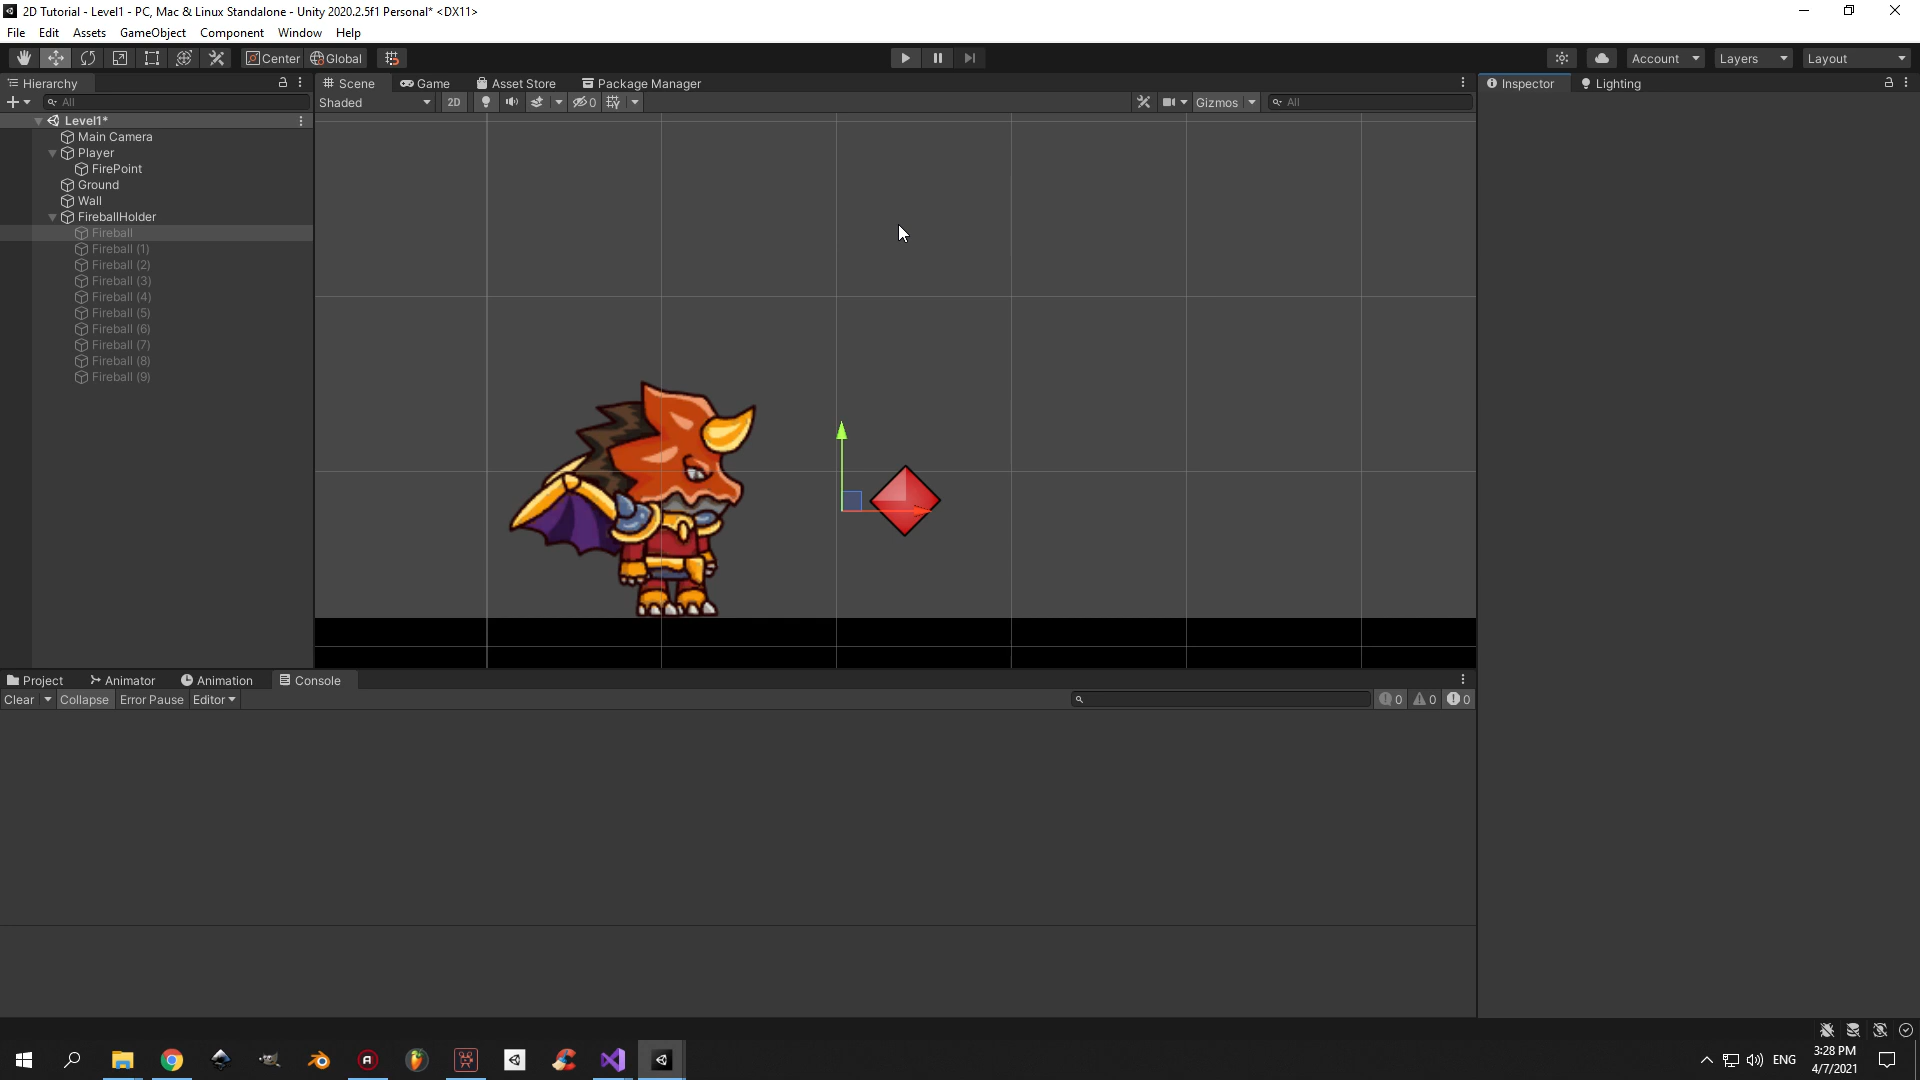 2D Tutorial - Level1 - PC, Mac & Linux Standalone - Unity 2020.2.5f1 Personal* <DX11>
File Edit Assets GameObject Component Window Help
Center Global Account Layers Layout
Hierarchy Scene Game Asset Store Package Manager Inspector Lighting
All Shaded 2D 0 Gizmos All
Level1*
Main Camera
Player
FirePoint
Ground
Wall
FireballHolder
Fireball
Fireball (1)
Fireball (2)
Fireball (3)
Fireball (4)
Fireball (5)
Fireball (6)
Fireball (7)
Fireball (8)
Fireball (9)
Project Animator Animation Console
Clear Collapse Error Pause Editor 0 0 0
ENG 3:28 PM
4/7/2021